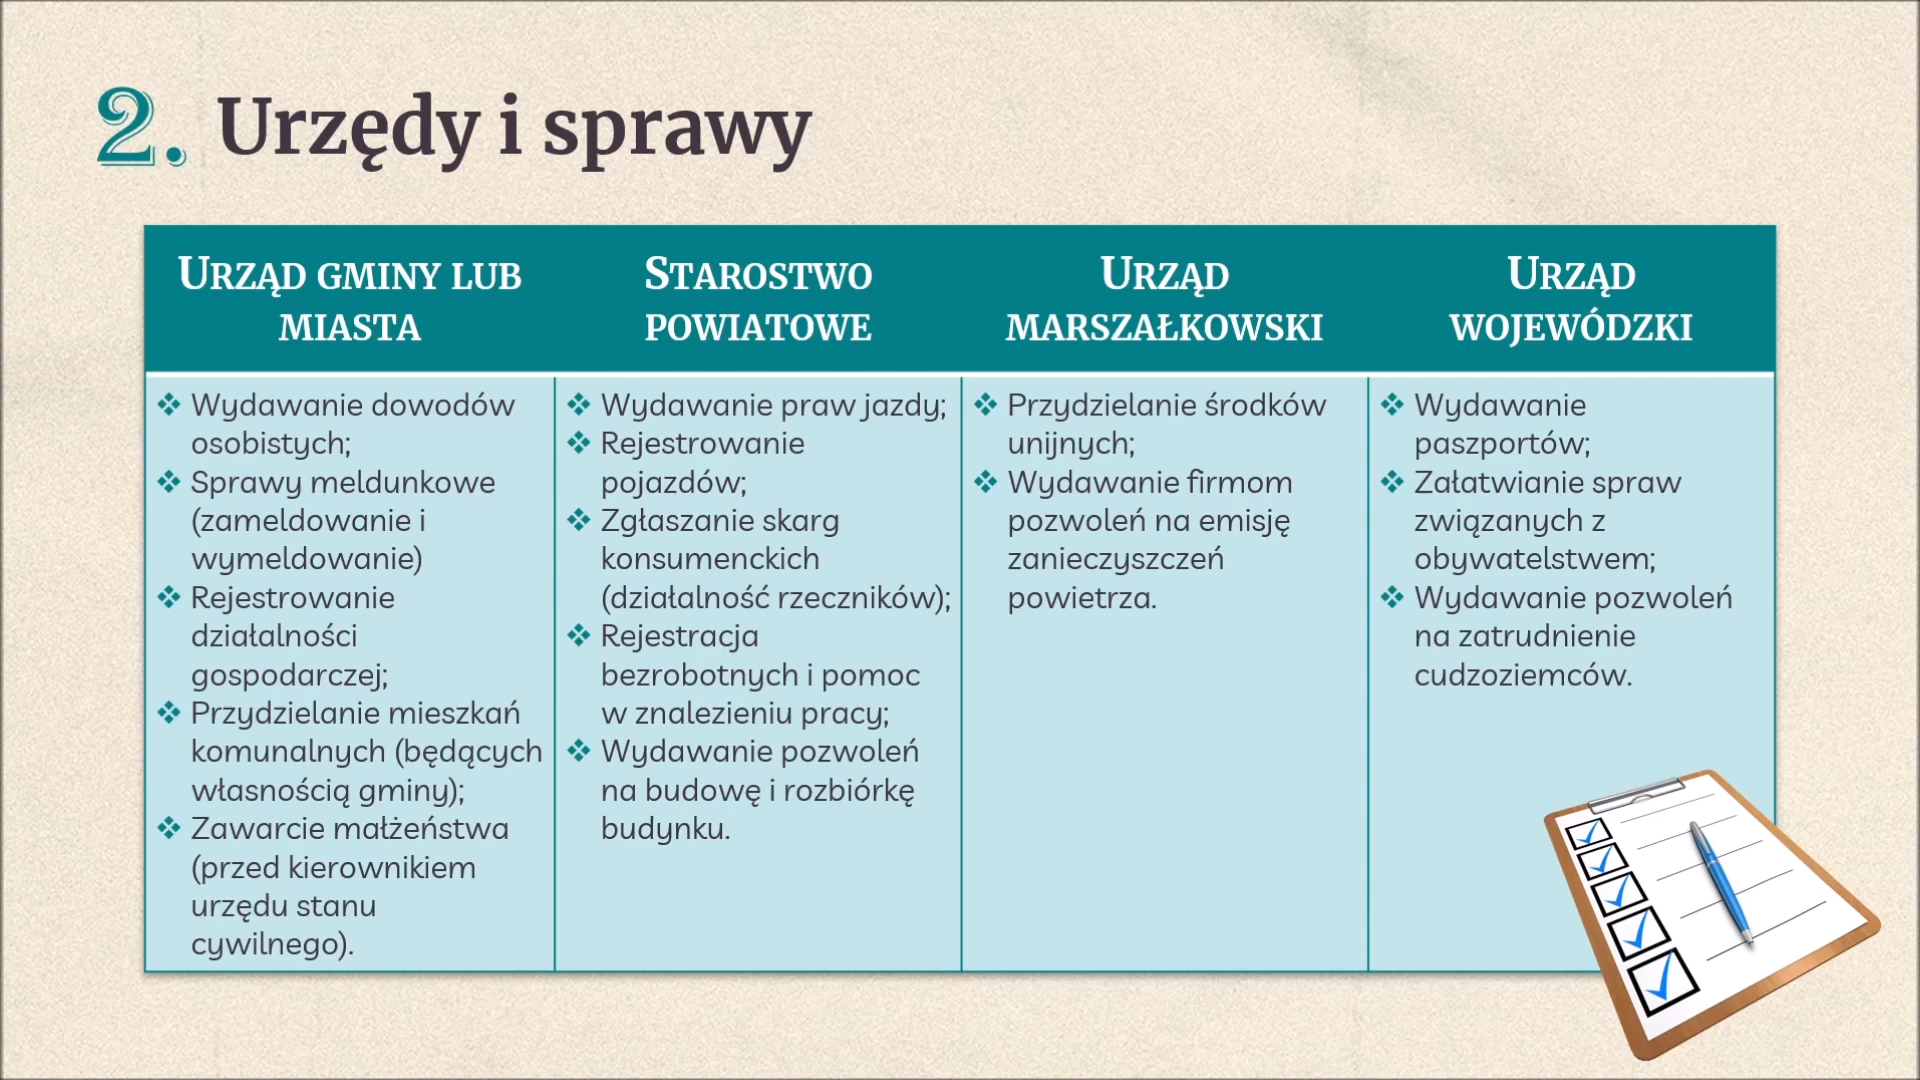 2. Urzędy i sprawy
Urząd gminy lub
miasta
Starostwo
powiatowe
Urząd
marszałkowski
Urząd
wojewódzki
❖ Wydawanie dowodów
osobistych;
❖ Sprawy meldunkowe
(zameldowanie i
wymeldowanie)
❖ Rejestrowanie
działalności
gospodarczej;
❖ Przydzielanie mieszkań
komunalnych (będących
własnością gminy);
❖ Zawarcie małżeństwa
(przed kierownikiem
urzędu stanu
cywilnego).
❖ Wydawanie praw jazdy;
❖ Rejestrowanie
pojazdów;
❖ Zgłaszanie skarg
konsumenckich
(działalność rzeczników);
❖ Rejestracja
bezrobotnych i pomoc
w znalezieniu pracy;
❖ Wydawanie pozwoleń
na budowę i rozbiórkę
budynku.
❖ Przydzielanie środków
unijnych;
❖ Wydawanie firmom
pozwoleń na emisję
zanieczyszczeń
powietrza.
❖ Wydawanie
paszportów;
❖ Załatwianie spraw
związanych z
obywatelstwem;
❖ Wydawanie pozwoleń
na zatrudnienie
cudzoziemców.